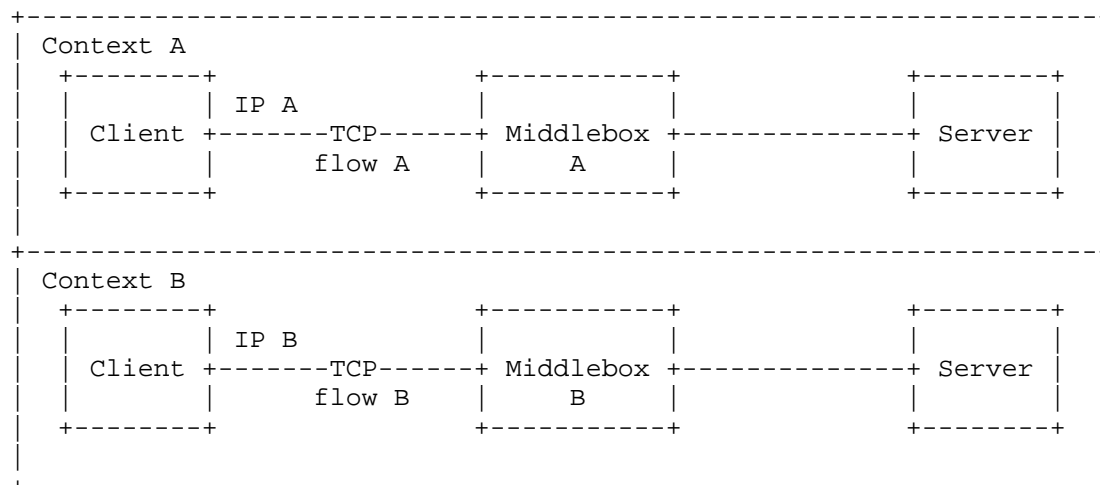 Context A
IP A
Client TCP Middlebox Server
flow A A
Context B
IP B
Client TCP Middlebox Server
flow B B